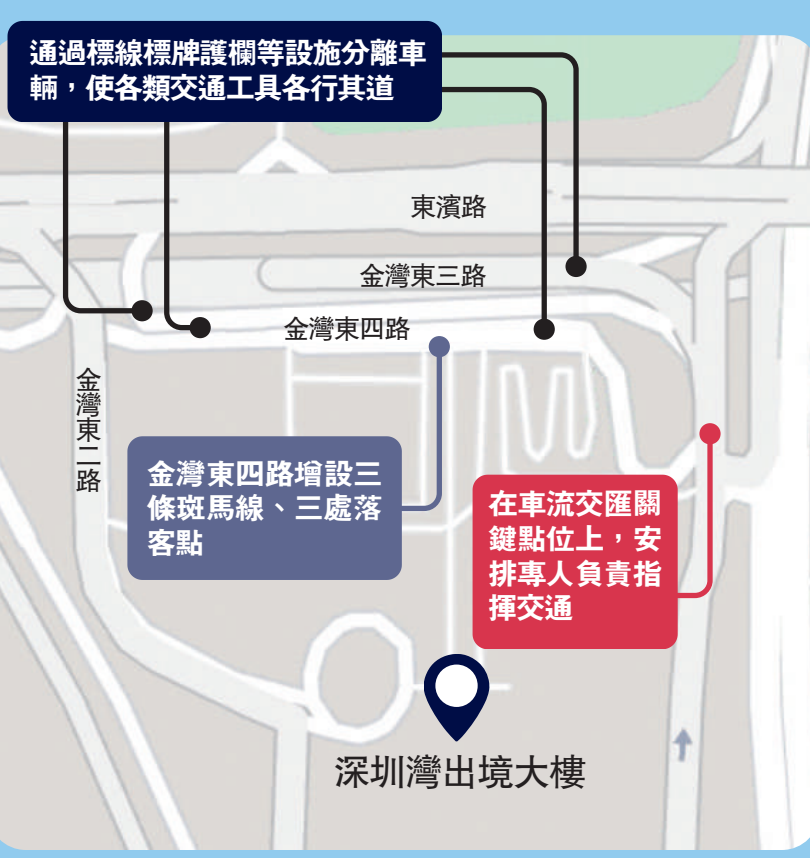 通過標線標牌護欄等設施分離車
輛，使各類交通工具各行其道
東濱路
金灣東三路
金灣東四路
金灣東二路
金灣東四路增設三
條斑馬線、三處落
客點
在車流交匯關
鍵點位上，安
排專人負責指
揮交通
深圳灣出境大樓